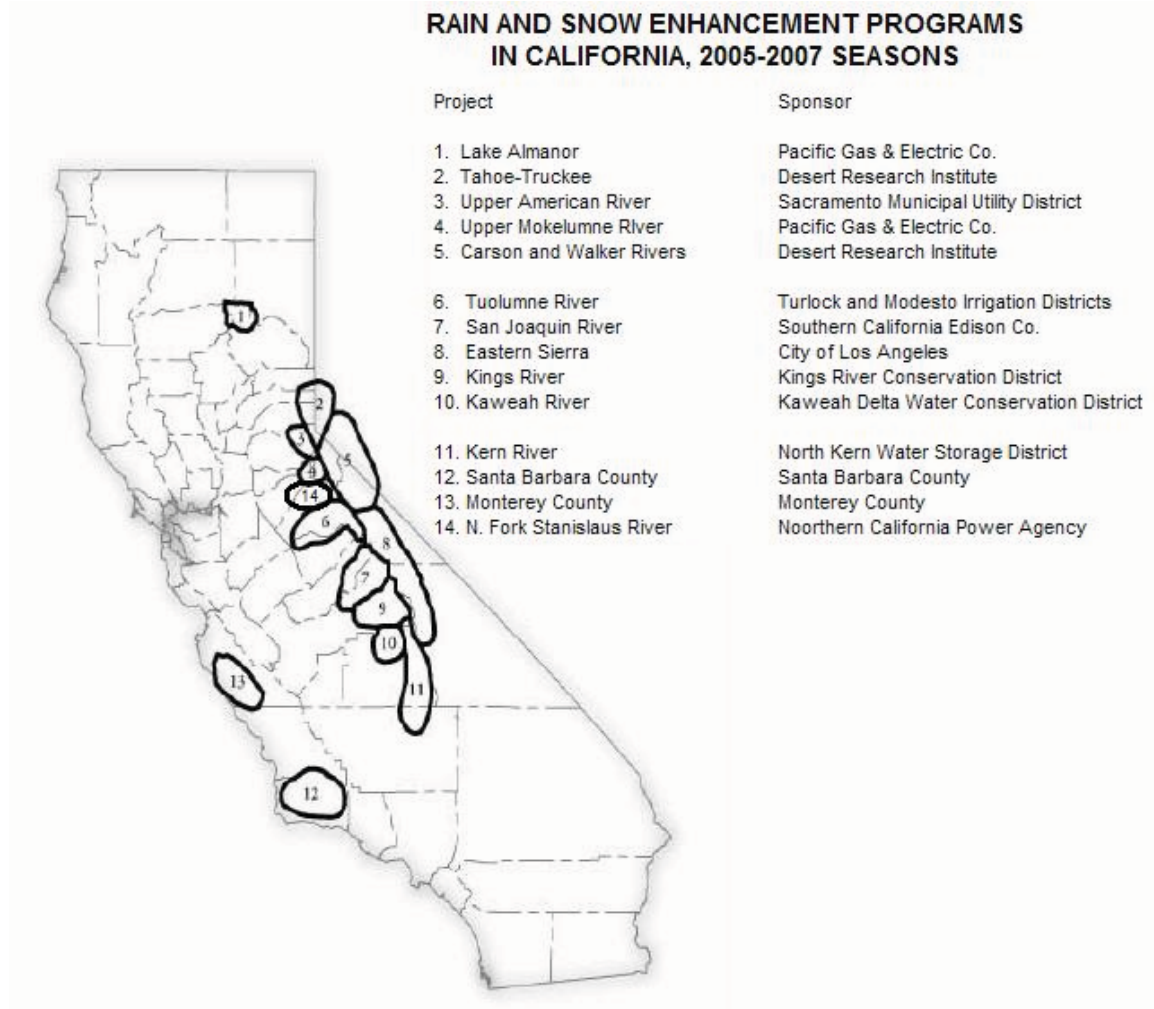 RAIN AND SNOW ENHANCEMENT PROGRAMS
IN CALIFORNIA, 2005-2007 SEASONS
Project Sponsor
1. Lake Almanor Pacific Gas & Electric Co.
2. Tahoe-Truckee Desert Research Institute
3. Upper American River Sacramento Municipal Utility District
4. Upper Mokelumne RIver Pacific Gas & Electric Co.
5. Carson and Walker Rivers Desert Research Institute
6. Tuolumne River Turlock and Modesto Irrigation Districts
7. San Joaquin River Southern California Edison Co.
8. Eastern Sierra City of Los Angeles
9. Kings River Kings River Conservation District
10. Kaweah River Kaweah Delta Water Conservation District
11. Kern River North Kern Water Storage District
12. Santa Barbara County Santa Barbara County
13. Monterey County Monterey County
14. N. Fork Stanislaus River Noorthern California Power Agency
1
2
3
5
4
14
6
8
7
9
10
13
11
12